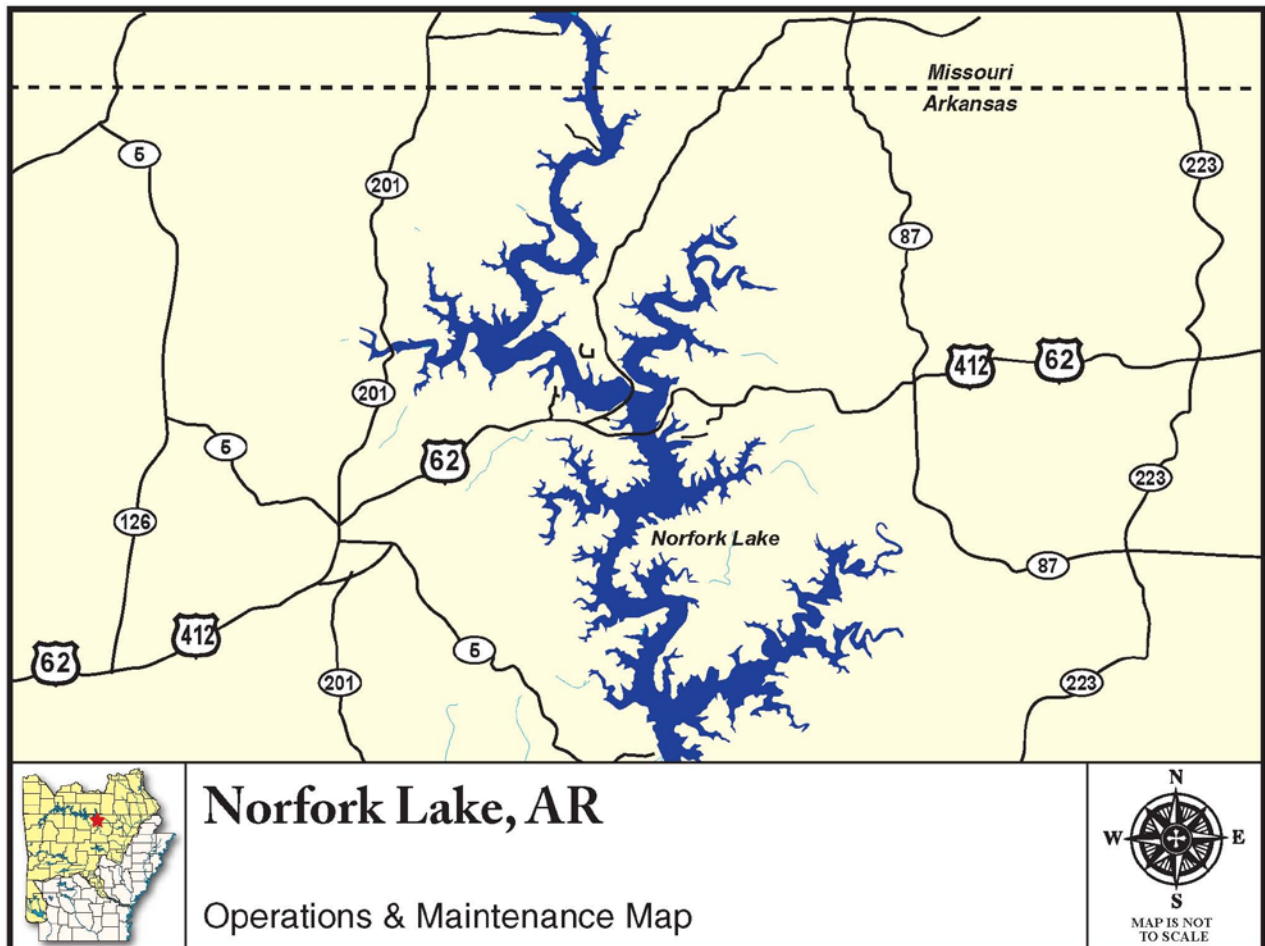 Missouri
Arkansas
5
201
223
87
201
412
62
5
62
223
126
Norfork Lake
87
412
62
5
201
223
Norfork Lake, AR
Operations & Maintenance Map
N
W
E
S
MAP IS NOT
TO SCALE